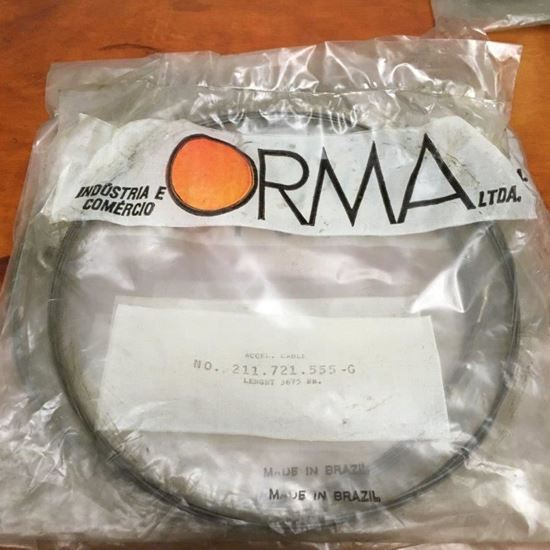 INDÚSTRIA E
COMÉRCIO
ORMA
LTDA.
ACCEL. CABLE
NO. 211.721.555-G
LENGHT 3675 MM.
MADE IN BRAZIL
MADE IN BRAZIL